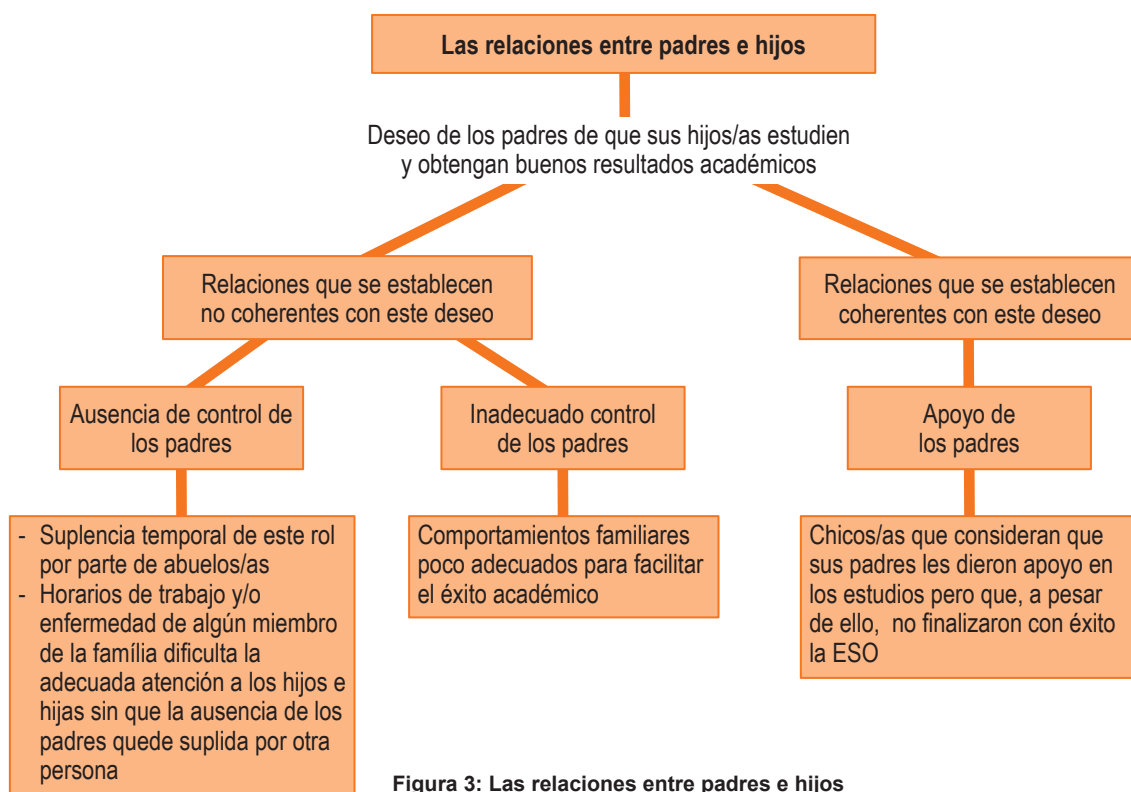 Las relaciones entre padres e hijos
Deseo de los padres de que sus hijos/as estudien
y obtengan buenos resultados académicos
Relaciones que se establecen
no coherentes con este deseo
Relaciones que se establecen
coherentes con este deseo
Ausencia de control de
los padres
Inadecuado control
de los padres
Apoyo de
los padres
- Suplencia temporal de este rol
por parte de abuelos/as
- Horarios de trabajo y/o
enfermedad de algún miembro
de la família dificulta la
adecuada atención a los hijos e
hijas sin que la ausencia de los
padres quede suplida por otra
persona
Comportamientos familiares
poco adecuados para facilitar
el éxito académico
Chicos/as que consideran que
sus padres les dieron apoyo en
los estudios pero que, a pesar
de ello, no finalizaron con éxito
la ESO
Figura 3: Las relaciones entre padres e hijos